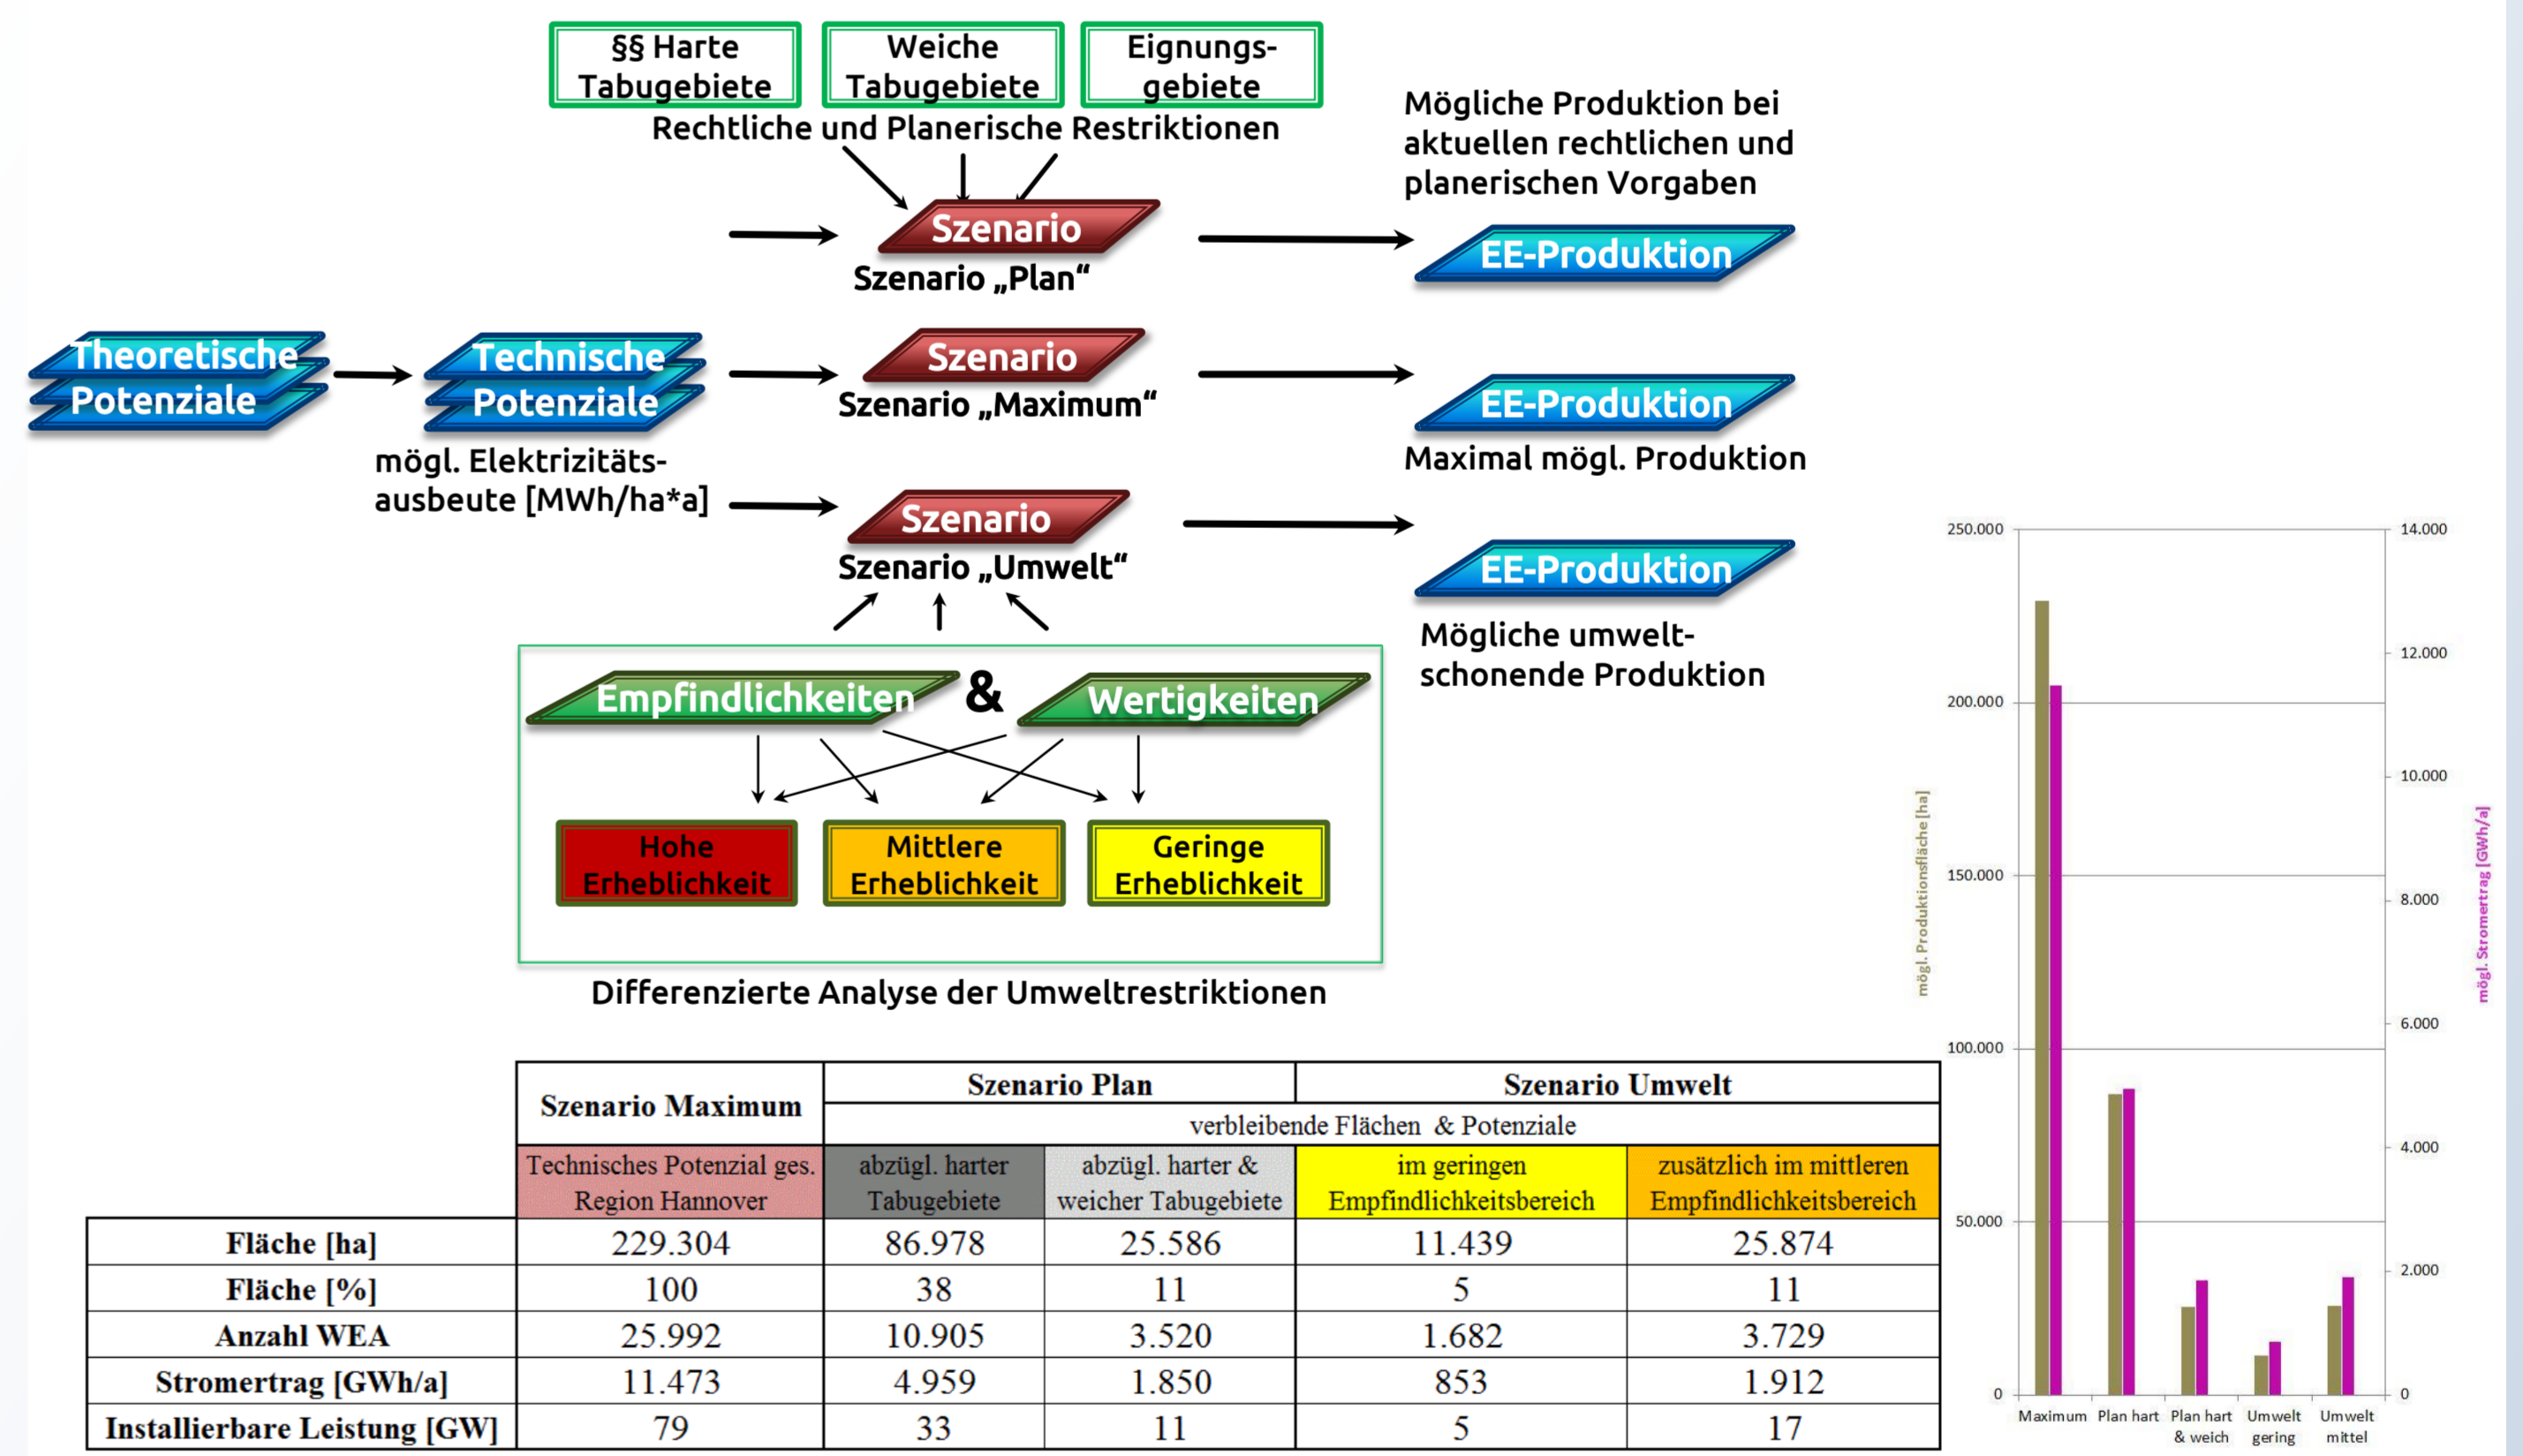 §§ Harte
Tabugebiete
Weiche
Tabugebiete
Eignungs-
gebiete
Rechtliche und Planerische Restriktionen
Mögliche Produktion bei
aktuellen rechtlichen und
planerischen Vorgaben
Szenario
Szenario „Plan“
EE-Produktion
Theoretische
Potenziale
Technische
Potenziale
mögl. Elektrizitäts-
ausbeute [MWh/ha*a]
Szenario
Szenario „Maximum“
EE-Produktion
Maximal mögl. Produktion
Szenario
Szenario „Umwelt“
EE-Produktion
Mögliche umwelt-
schonende Produktion
Empfindlichkeiten & Wertigkeiten
Hohe
Erheblichkeit
Mittlere
Erheblichkeit
Geringe
Erheblichkeit
Differenzierte Analyse der Umweltrestriktionen
Szenario Maximum
Szenario Plan
Szenario Umwelt
verbleibende Flächen & Potenziale
Technisches Potenzial ges.
Region Hannover
abzügl. harter
Tabugebiete
abzügl. harter &
weicher Tabugebiete
im geringen
Empfindlichkeitsbereich
zusätzlich im mittleren
Empfindlichkeitsbereich
Fläche [ha] 229.304 86.978 25.586 11.439 25.874
Fläche [%] 100 38 11 5 11
Anzahl WEA 25.992 10.905 3.520 1.682 3.729
Stromertrag [GWh/a] 11.473 4.959 1.850 853 1.912
Installierbare Leistung [GW] 79 33 11 5 17
mögl. Produktionsfläche [ha]
250.000
200.000
150.000
100.000
50.000
0
14.000
12.000
10.000
8.000
6.000
4.000
2.000
0
mögl. Stromertrag [GWh/a]
Maximum
Plan hart
Plan hart
& weich
Umwelt
gering
Umwelt
mittel